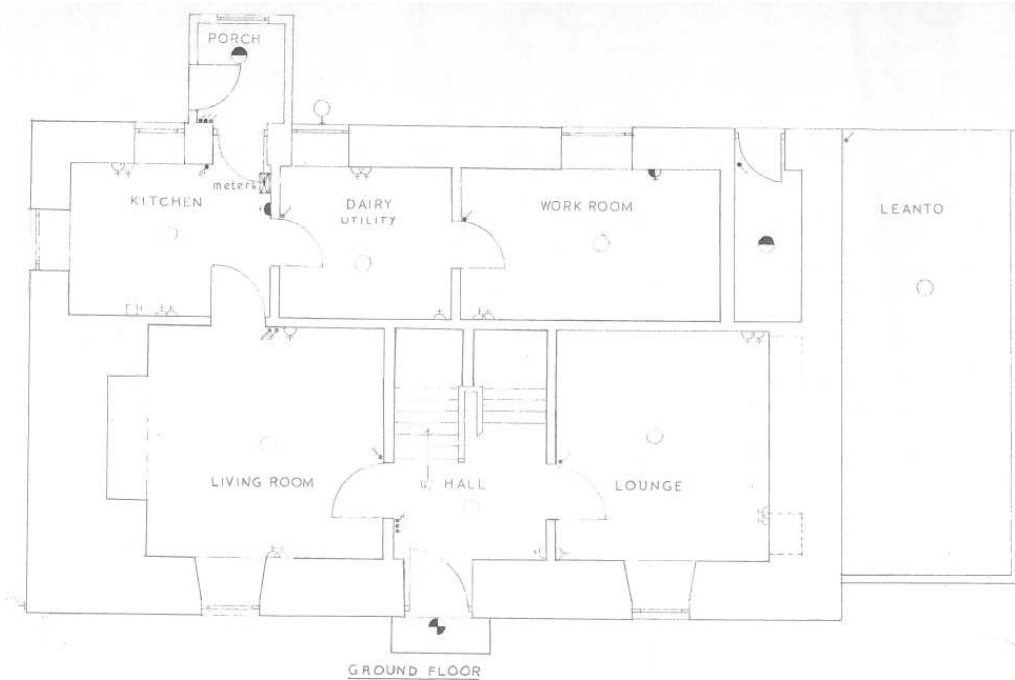 PORCH
meters
KITCHEN
DAIRY
UTILITY
WORK ROOM
LEANTO
LIVING ROOM
HALL
LOUNGE
GROUND FLOOR